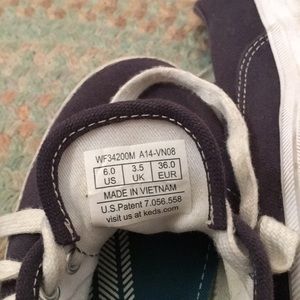 WF34200M A14-VN08
6.0 3.5 36.0
US UK EUR
MADE IN VIETNAM
U.S.Patent 7.056.558
visit us at keds.com